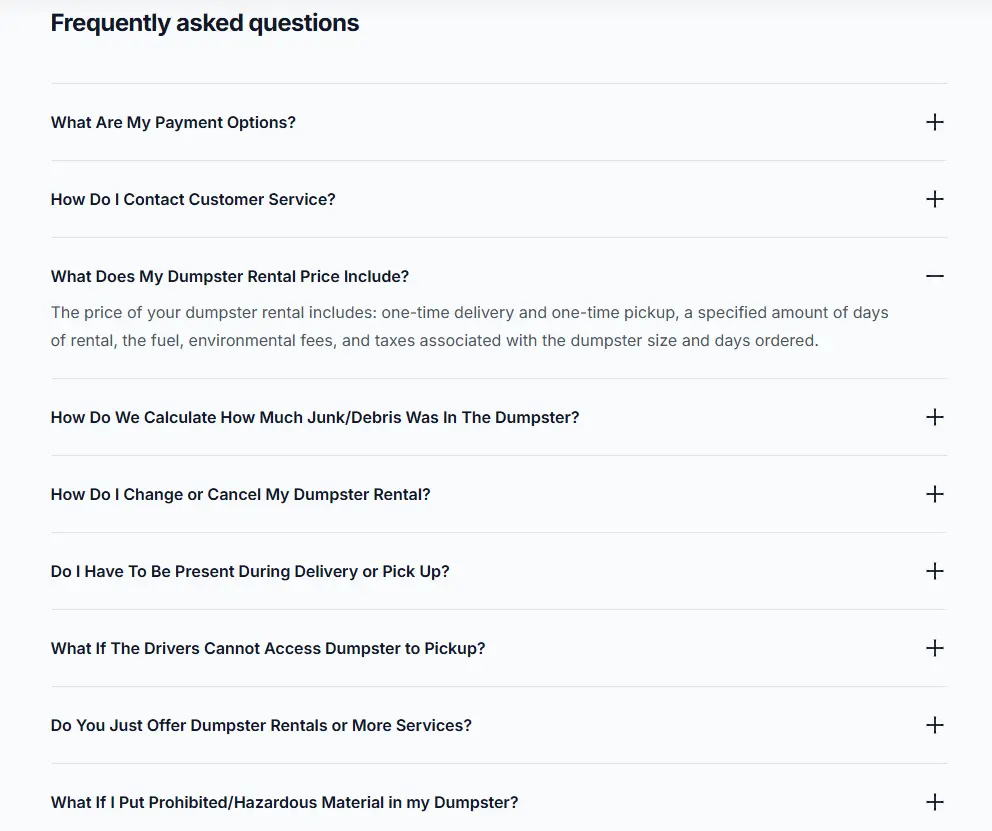 Frequently asked questions
What Are My Payment Options?
How Do I Contact Customer Service?
What Does My Dumpster Rental Price Include?
The price of your dumpster rental includes: one-time delivery and one-time pickup, a specified amount of days
of rental, the fuel, environmental fees, and taxes associated with the dumpster size and days ordered.
How Do We Calculate How Much Junk/Debris Was In The Dumpster?
How Do I Change or Cancel My Dumpster Rental?
Do I Have To Be Present During Delivery or Pick Up?
What If The Drivers Cannot Access Dumpster to Pickup?
Do You Just Offer Dumpster Rentals or More Services?
What If I Put Prohibited/Hazardous Material in my Dumpster?